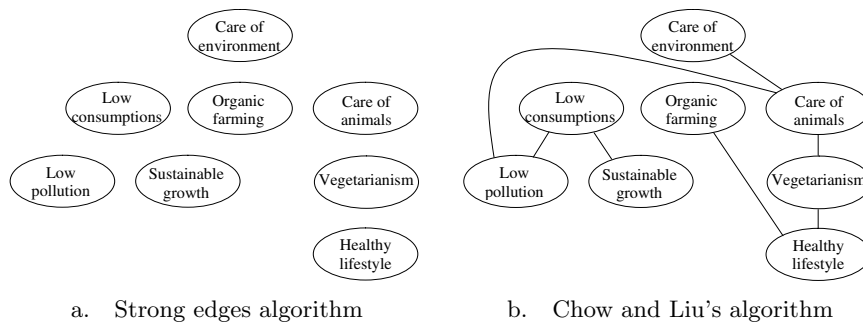 Care of
environment
Low
consumptions
Organic
farming
Care of
animals
Low
pollution
Sustainable
growth
Vegetarianism
Healthy
lifestyle
a. Strong edges algorithm
Care of
environment
Low
consumptions
Organic
farming
Care of
animals
Low
pollution
Sustainable
growth
Vegetarianism
Healthy
lifestyle
b. Chow and Liu's algorithm